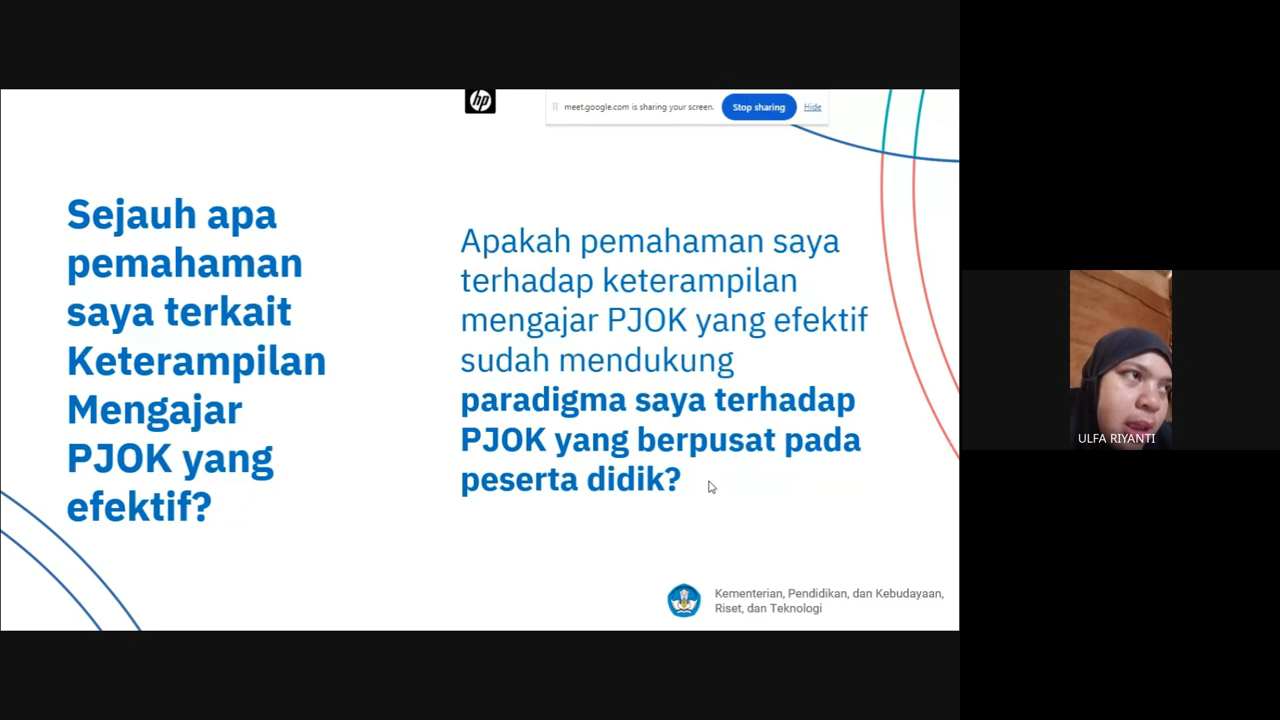 hp
meet.google.com is sharing your screen.
Stop sharing
Hide
Sejauh apa
pemahaman
saya terkait
Keterampilan
Mengajar
PJOK yang
efektif?
Apakah pemahaman saya
terhadap keterampilan
mengajar PJOK yang efektif
sudah mendukung
paradigma saya terhadap
PJOK yang berpusat pada
peserta didik?
Kementerian, Pendidikan, dan Kebudayaan,
Riset, dan Teknologi
ULFA RIYANTI